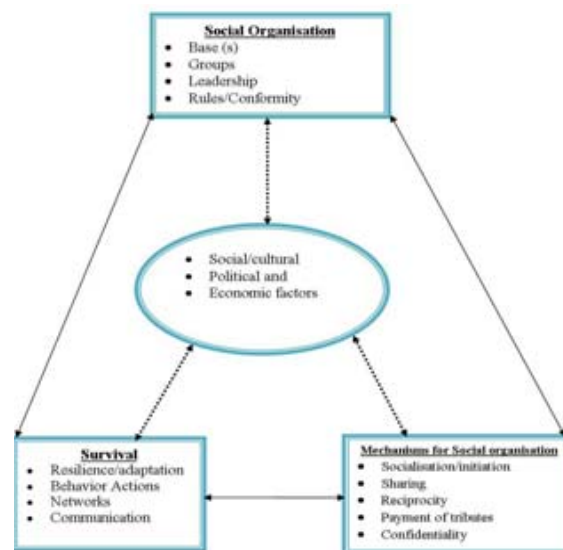 Social Organisation
• Base (s)
• Groups
• Leadership
• Rules/Conformity
• Social/cultural
• Political and
• Economic factors
Survival
• Resilience/adaptation
• Behavior Actions
• Networks
• Communication
Mechanisms for Social organisation
• Socialisation/initiation
• Sharing
• Reciprocity
• Payment of tributes
• Confidentiality